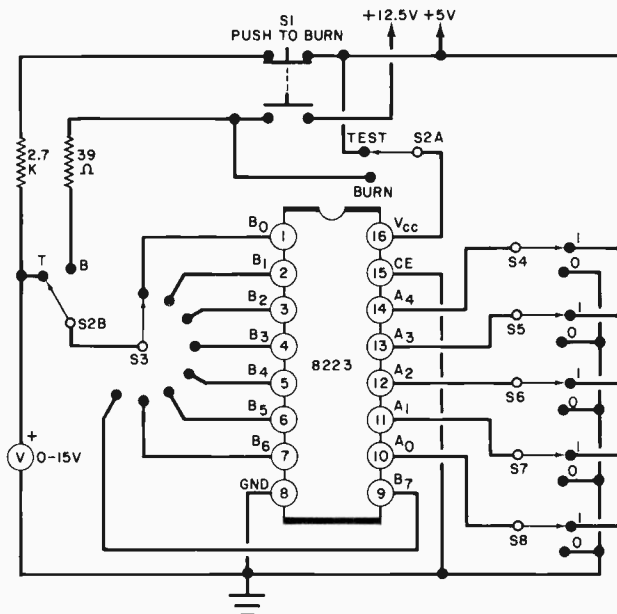 S1
PUSH TO BURN
+12.5V +5V
2.7
K
39
Ω
TEST
S2A
BURN
T
B
S2B
S3
B0
B1
B2
B3
B4
B5
B6
GND
1
2
3
4
5
6
7
8
8223
VCC
CE
A4
A3
A2
A1
A0
B7
16
15
14
13
12
11
10
9
S4
1
0
S5
1
0
S6
1
0
S7
1
0
S8
1
0
+
V
0-15V